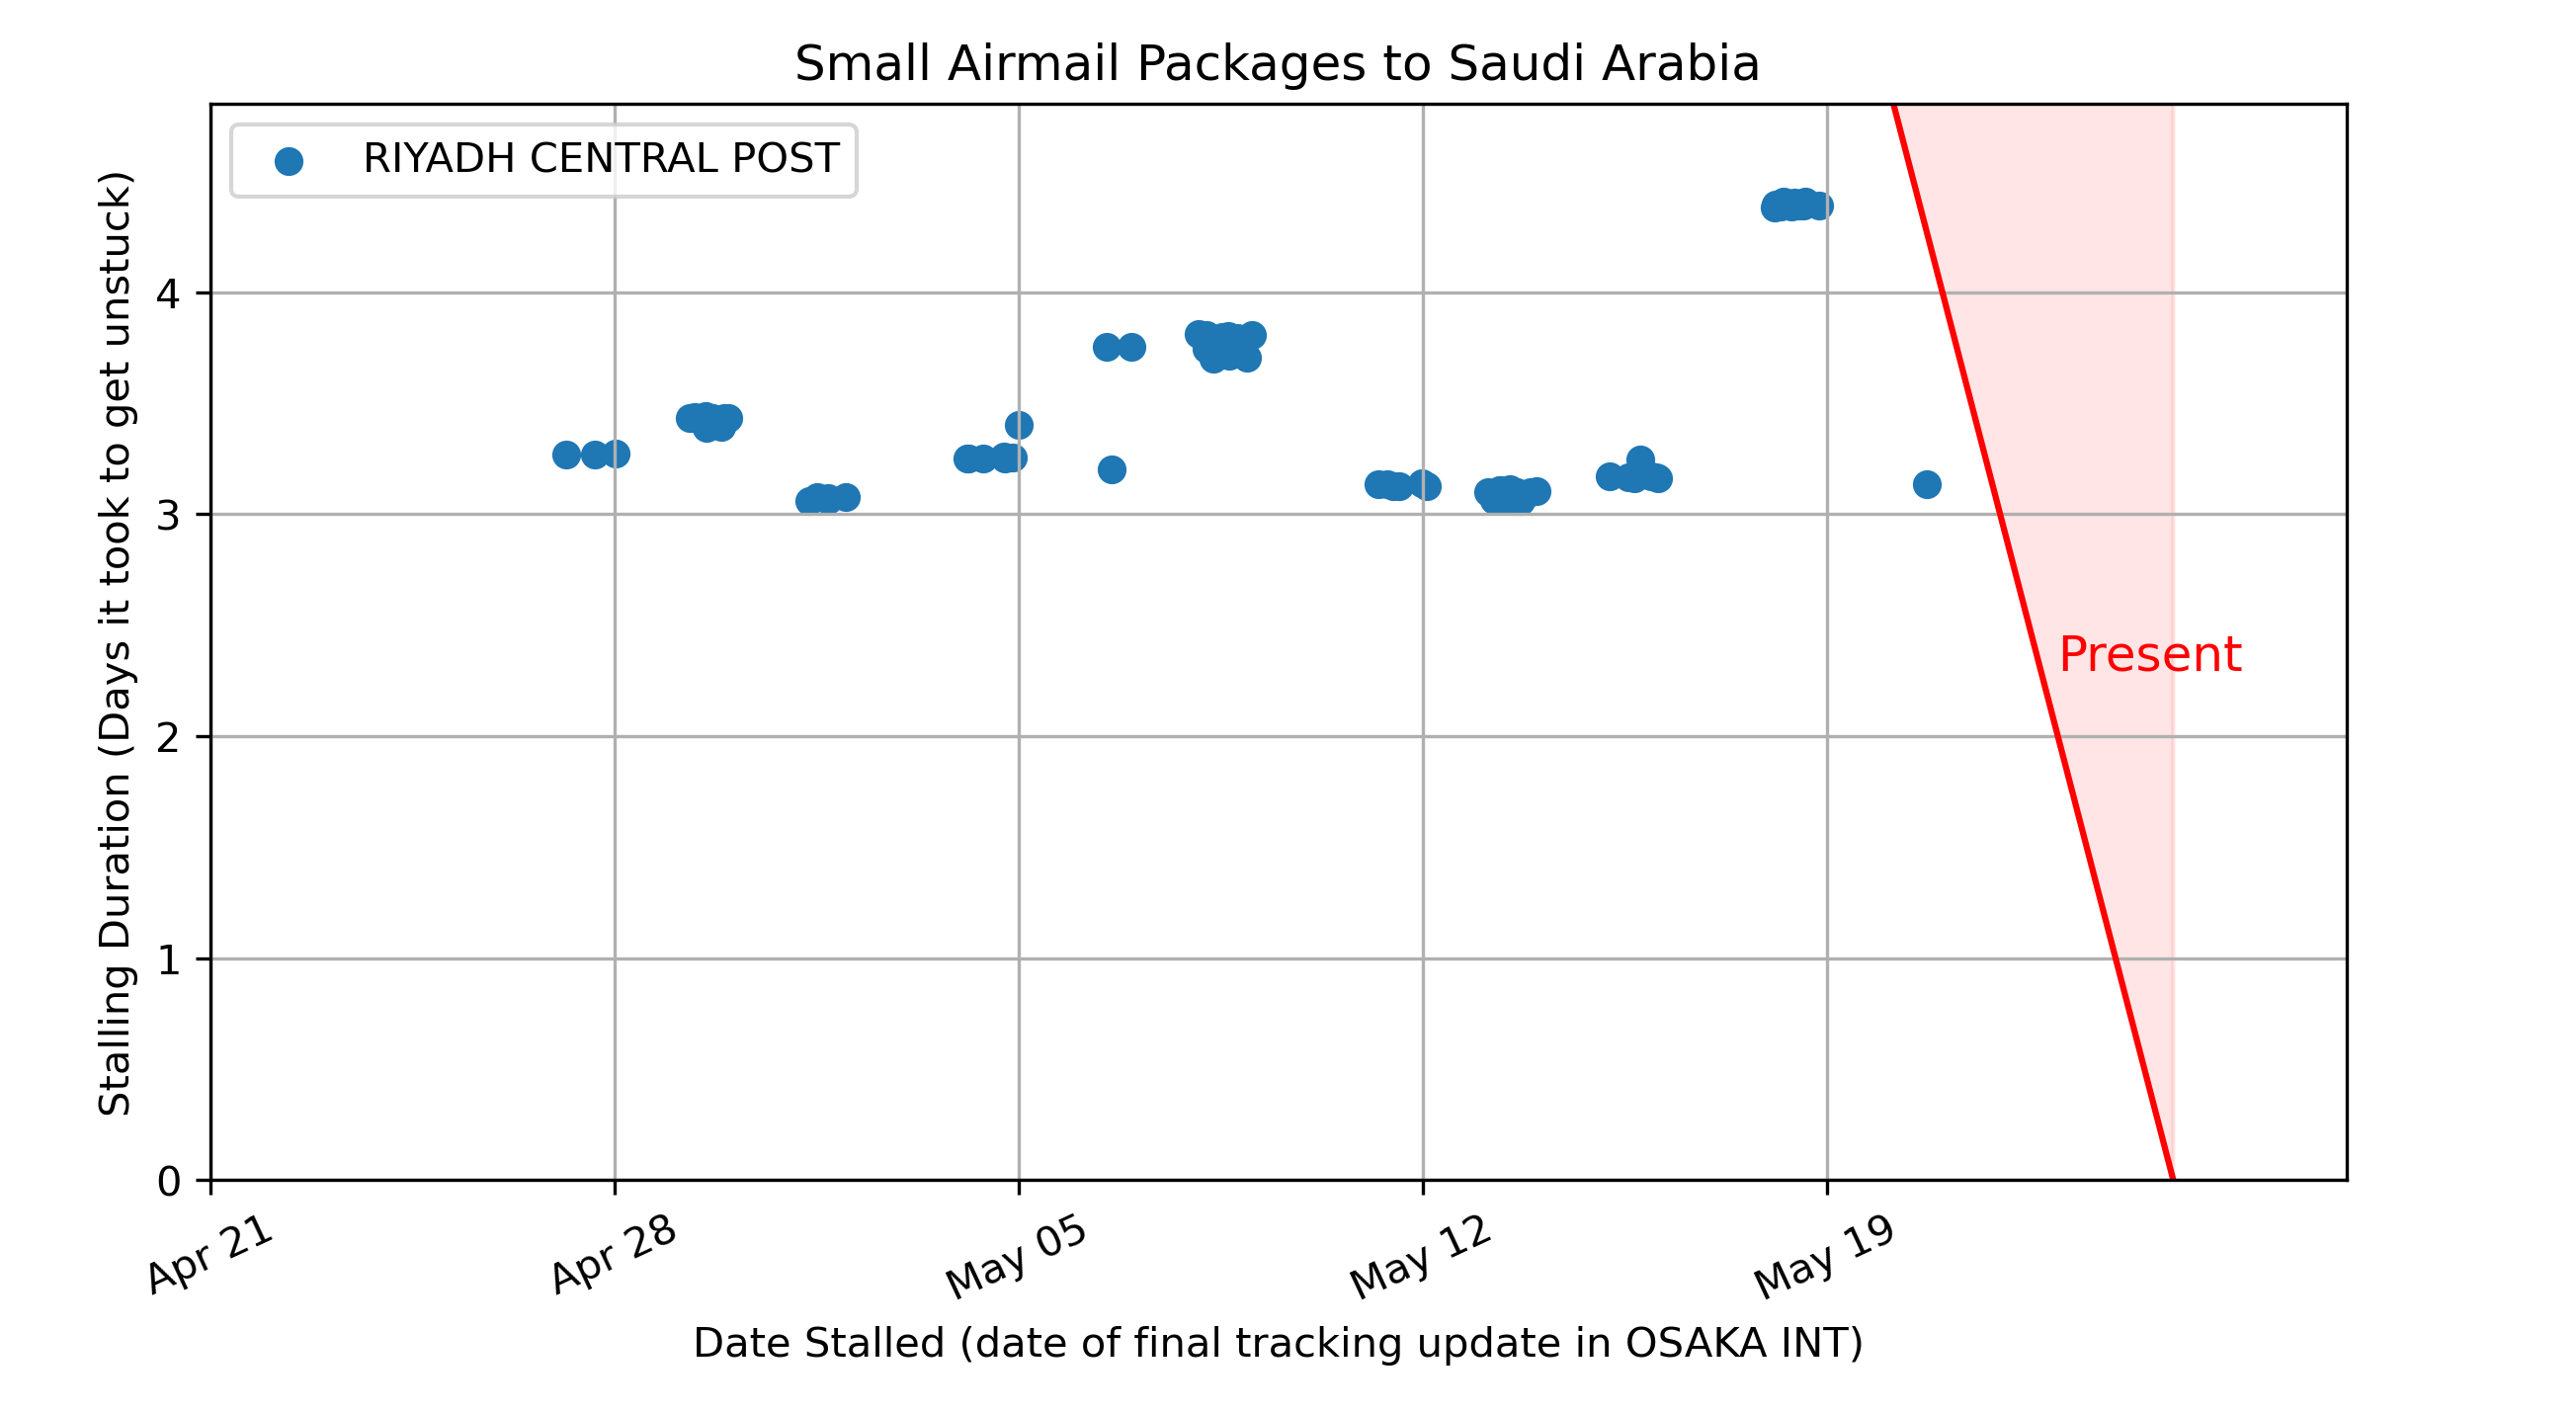 Small Airmail Packages to Saudi Arabia
RIYADH CENTRAL POST
Stalling Duration (Days it took to get unstuck)
4
3
2
1
0
Present
Apr 21
Apr 28
May 05
May 12
May 19
Date Stalled (date of final tracking update in OSAKA INT)